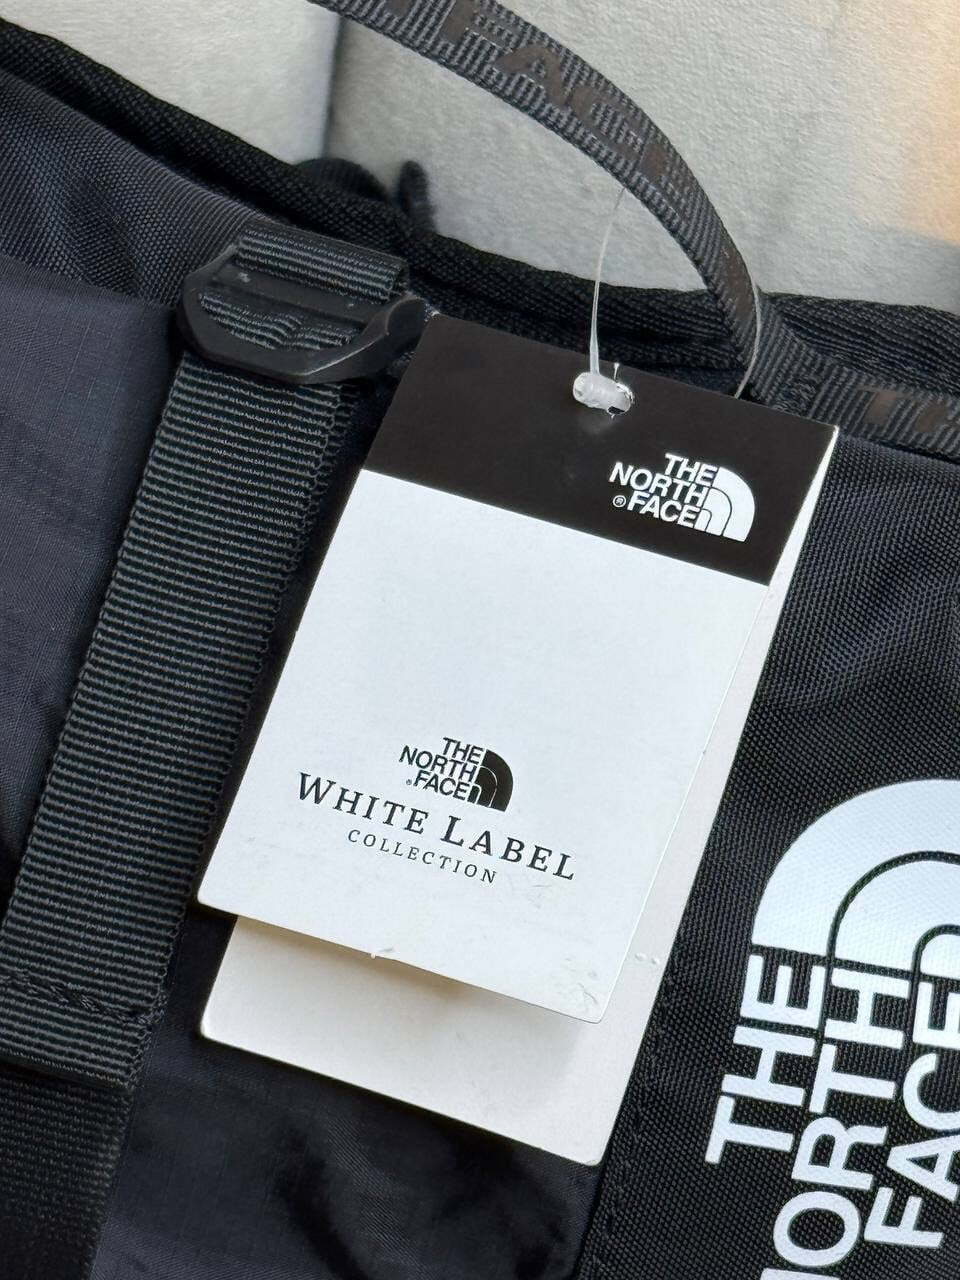 THE
NORTH
® FACE
THE
NORTH
® FACE
WHITE LABEL
COLLECTION
THE
NORTH
FACE